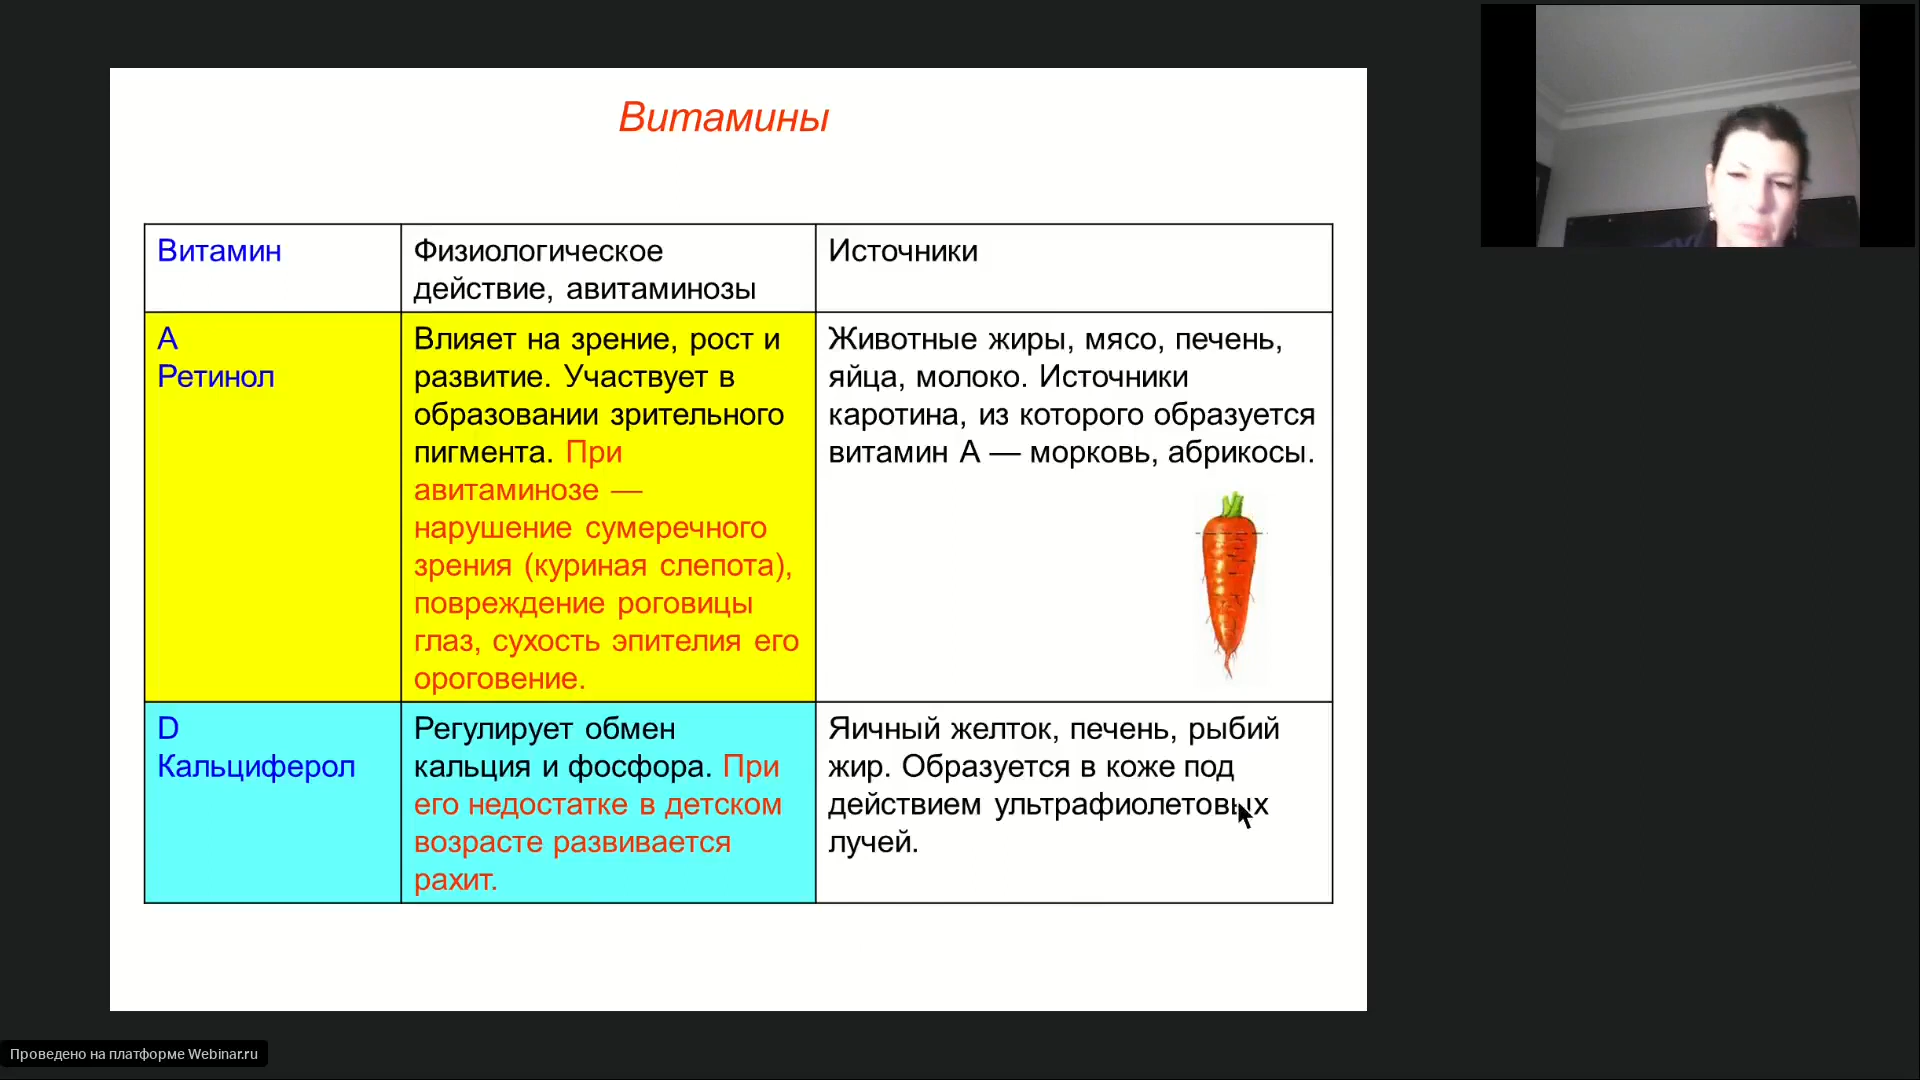 Витамины
Витамин
Физиологическое
действие, авитаминозы
Источники
А
Ретинол
Влияет на зрение, рост и
развитие. Участвует в
образовании зрительного
пигмента. При
авитаминозе —
нарушение сумеречного
зрения (куриная слепота),
повреждение роговицы
глаз, сухость эпителия его
ороговение.
Животные жиры, мясо, печень,
яйца, молоко. Источники
каротина, из которого образуется
витамин А — морковь, абрикосы.
D
Кальциферол
Регулирует обмен
кальция и фосфора. При
его недостатке в детском
возрасте развивается
рахит.
Яичный желток, печень, рыбий
жир. Образуется в коже под
действием ультрафиолетовых
лучей.
Проведено на платформе Webinar.ru